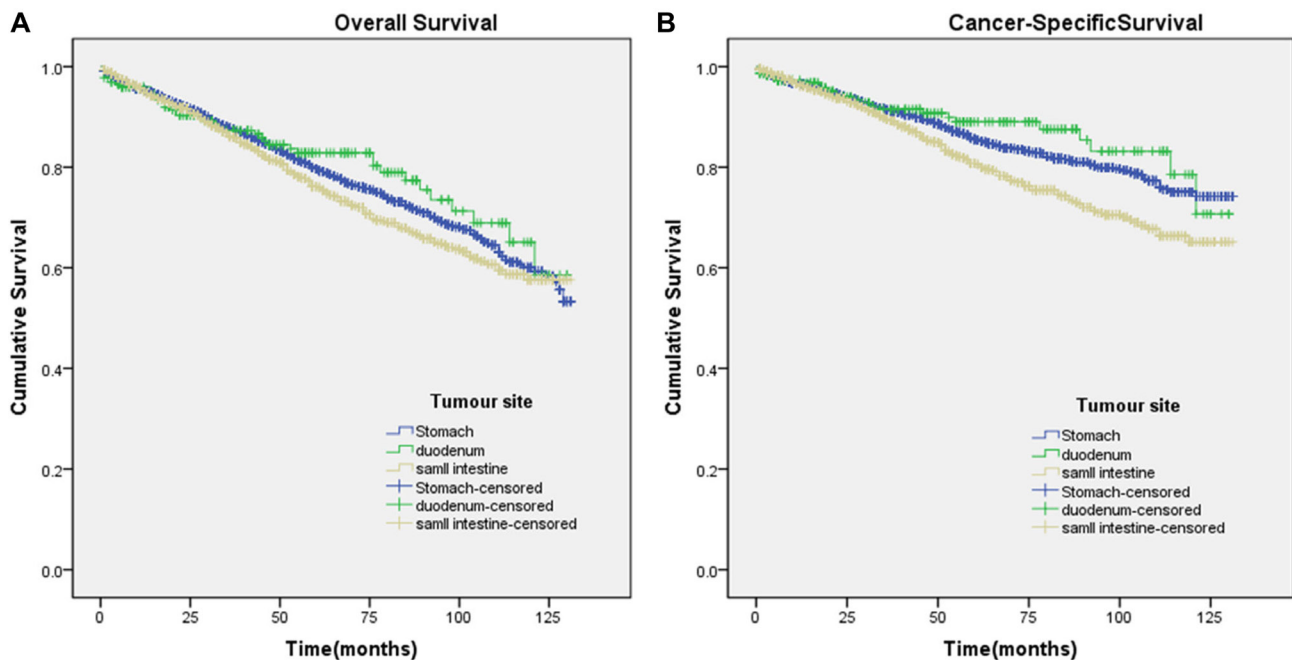 A
Overall Survival
Cumulative Survival
1.0
0.8
0.6
0.4
0.2
0.0
Tumour site
Stomach
duodenum
samll intestine
Stomach-censored
duodenum-censored
samll intestine-censored
0 25 50 75 100 125
Time(months)
B
Cancer-SpecificSurvival
Cumulative Survival
1.0
0.8
0.6
0.4
0.2
0.0
Tumour site
Stomach
duodenum
samll intestine
Stomach-censored
duodenum-censored
samll intestine-censored
0 25 50 75 100 125
Time(months)